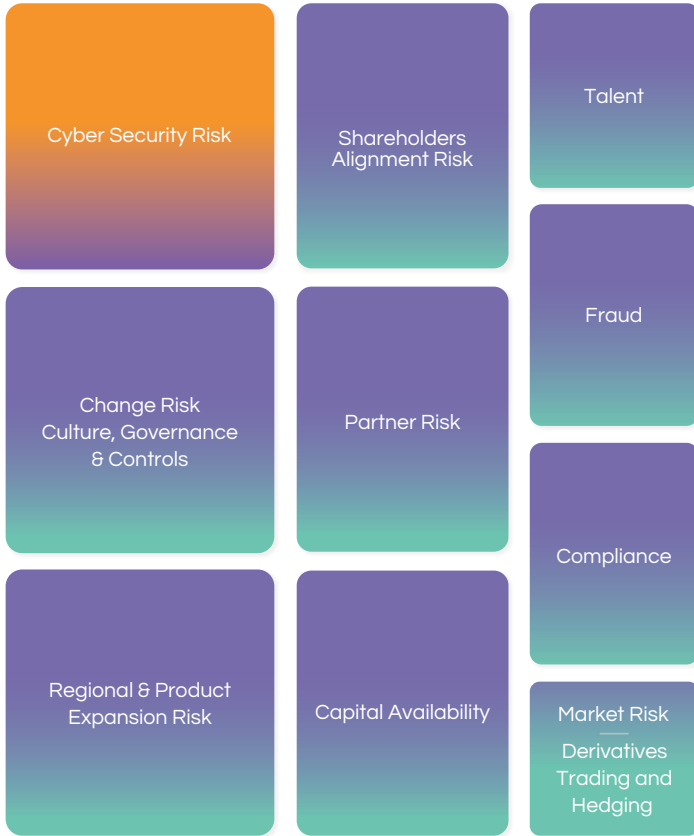 Cyber Security Risk
Shareholders
Alignment Risk
Talent
Fraud
Change Risk
Culture, Governance
& Controls
Partner Risk
Compliance
Regional & Product
Expansion Risk
Capital Availability
Market Risk
Derivatives
Trading and
Hedging